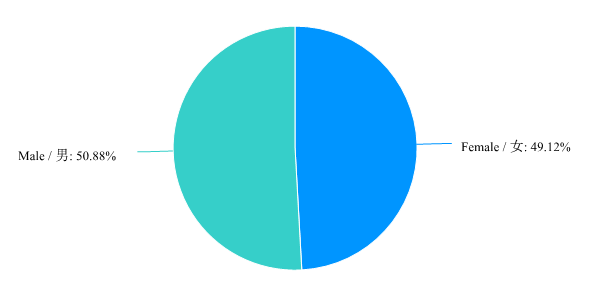 Male / 男: 50.88%
Female / 女: 49.12%